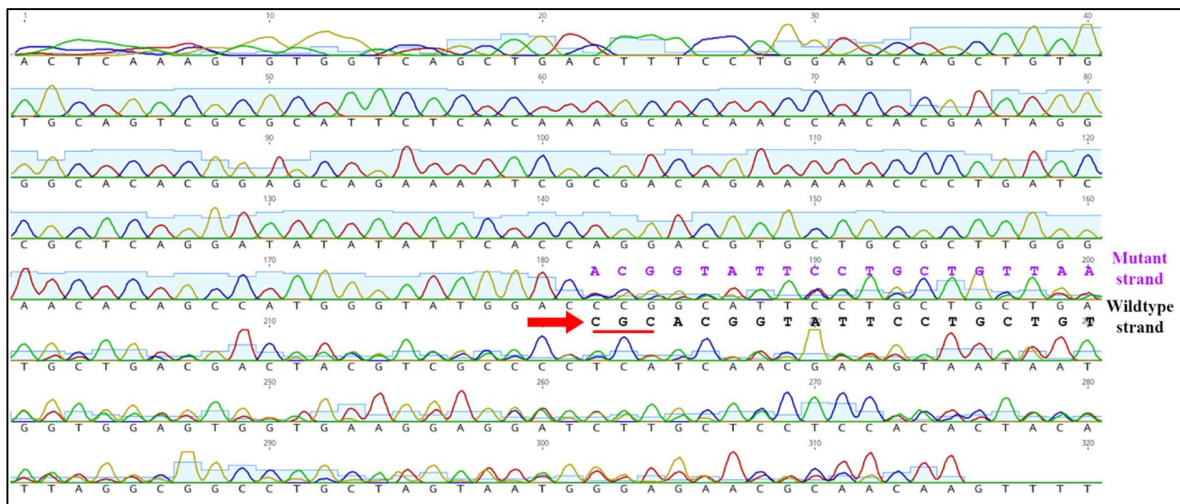 1 10 20 30 40
A C T C A A A G T G T G G T C A G C T G A C T T T C C T G G A G C A G C T G T G
50 60 70 80
T G C A G T C G C G C A T T C T C A C A A A G C A C A A C C A C A C G A T A G G
90 100 110 120
G G C A C A C G G A G C A G A A A A T C G C G A C A G A A A A A C C C T G A T C
130 140 150 160
C G C T C A G G A T A T A T A T T C A C C A G G A C G T G C T G C G C T T G G G
170 180 190 200
A C G G T A T T C C T G C T G T T A A
Mutant
strand
A A C A C A G C C A T G G G T A T G G A C C C G G C A T T C C T G C T G C T G A
Wildtype
strand
C G C A C G G T A T T C C T G C T G T
210
T G C T G A C C A C T A C G T C G C C C C T C A T C A A C G A A G T A A T A A T
250 260 270 280
G G T G G A G T G G T G A A G G A G G A T C T T G C T C C T C C A C A C T A C A
290 300 310 320
T T A G G C G G C C T G C T A G T A A T G G G A G A A C G C A A C A A G T T T T